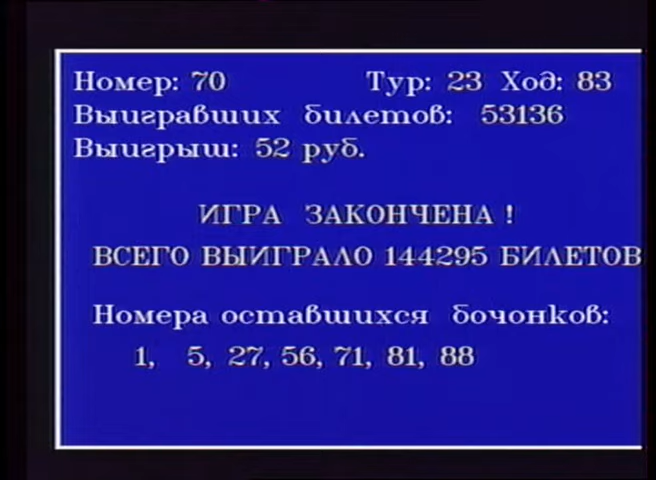 Номер: 70 Тур: 23 Ход: 83
Выигравших билетов: 53136
Выигрыш: 52 руб.
ИГРА ЗАКОНЧЕНА !
ВСЕГО ВЫИГРАЛО 144295 БИЛЕТОВ
Номера оставшихся бочонков:
1, 5, 27, 56, 71, 81, 88